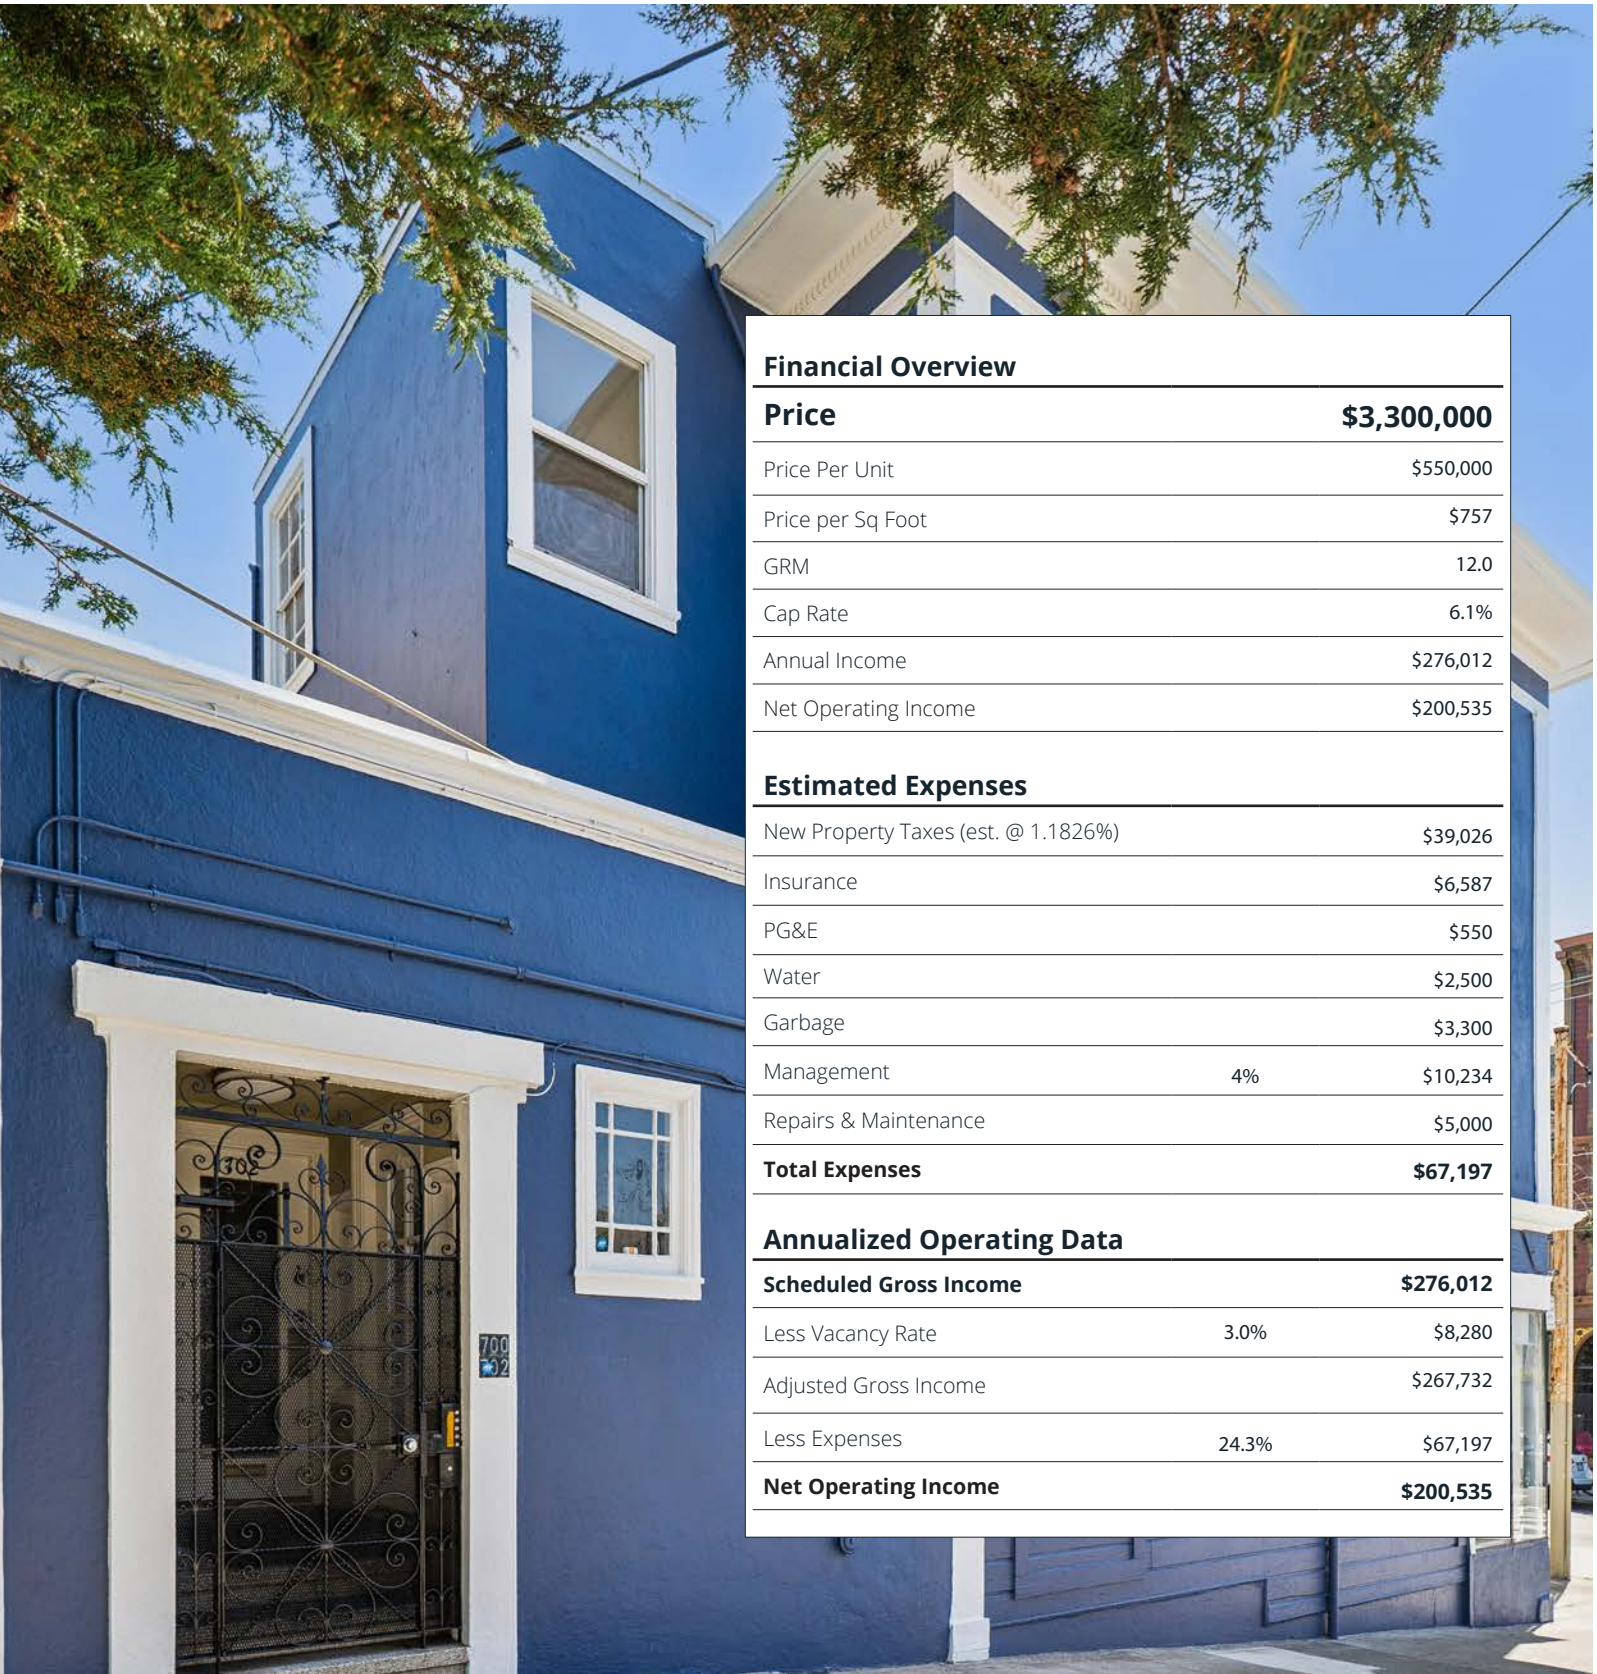 302
700
Financial Overview
Price $3,300,000
Price Per Unit $550,000
Price per Sq Foot $757
GRM 12.0
Cap Rate 6.1%
Annual Income $276,012
Net Operating Income $200,535
Estimated Expenses
New Property Taxes (est. @ 1.1826%) $39,026
Insurance $6,587
PG&E $550
Water $2,500
Garbage $3,300
Management 4% $10,234
Repairs & Maintenance $5,000
Total Expenses $67,197
Annualized Operating Data
Scheduled Gross Income $276,012
Less Vacancy Rate 3.0% $8,280
Adjusted Gross Income $267,732
Less Expenses 24.3% $67,197
Net Operating Income $200,535